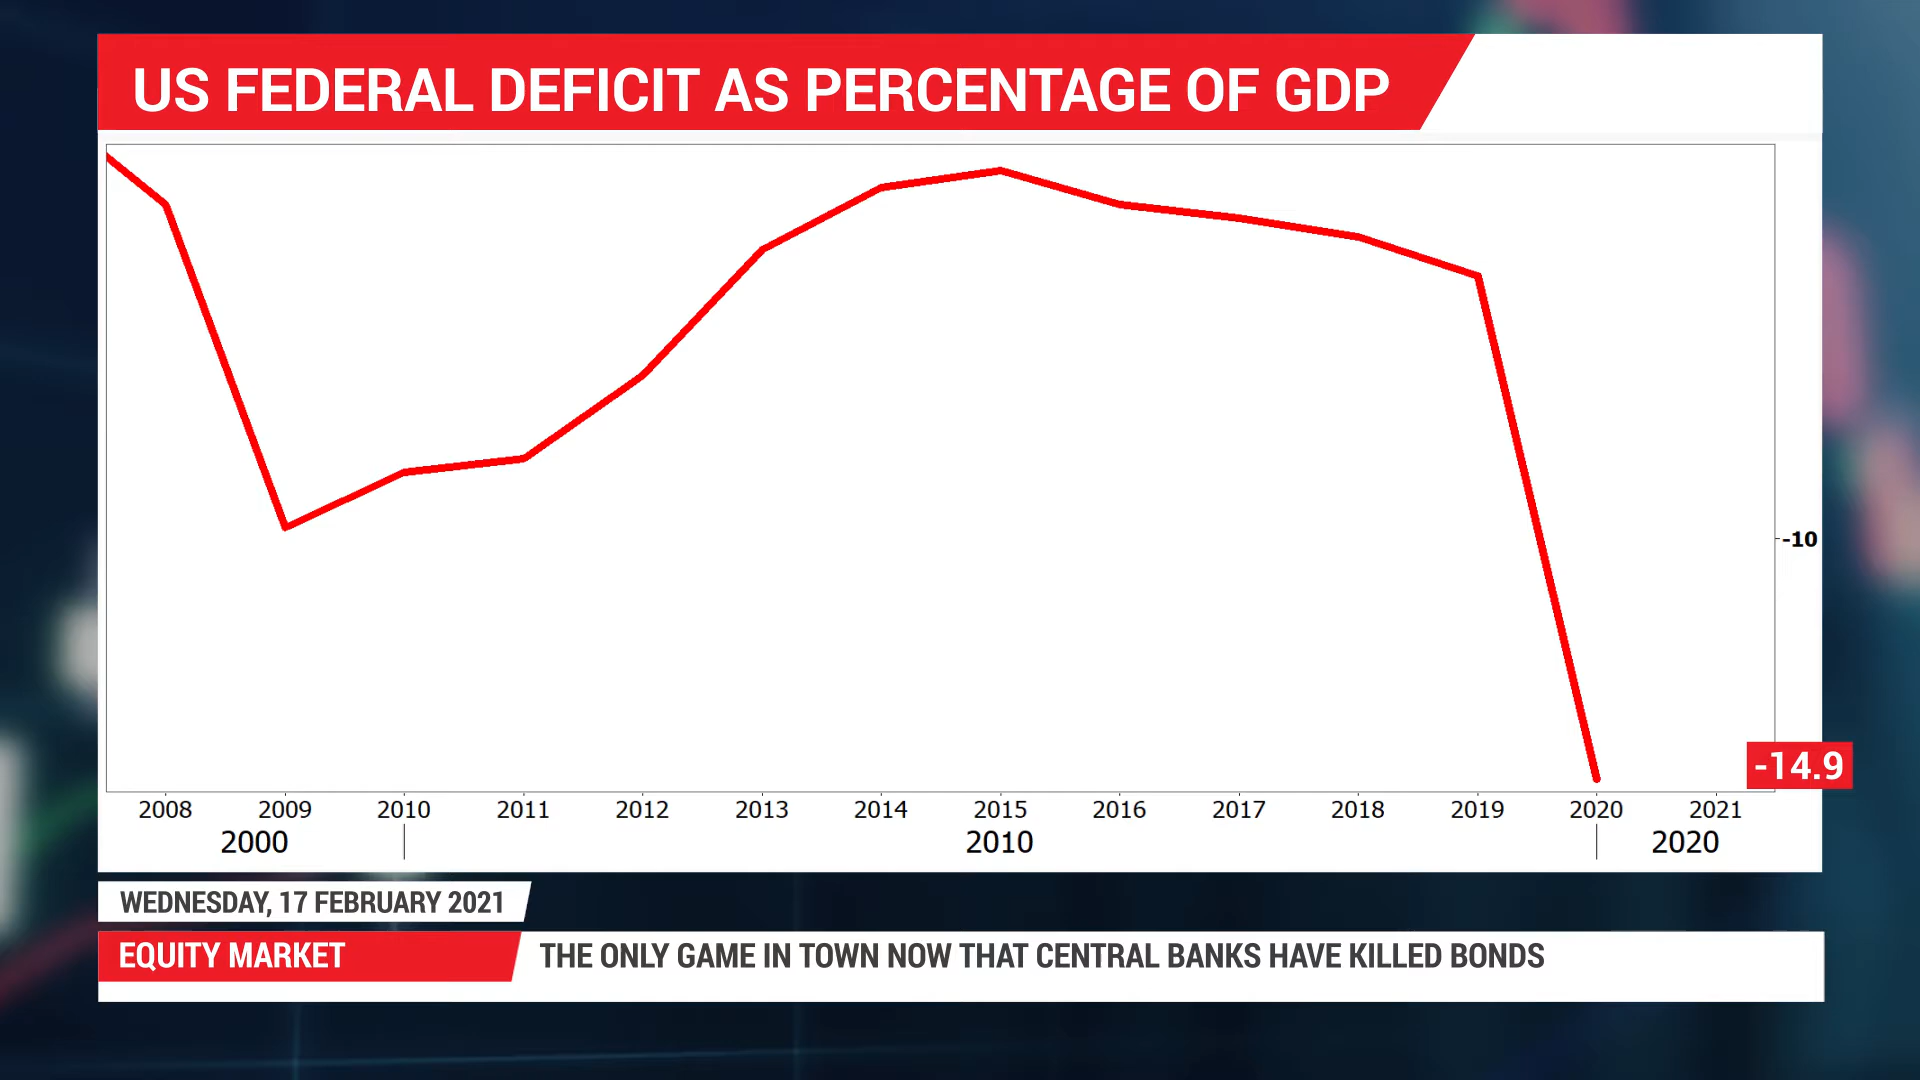 US FEDERAL DEFICIT AS PERCENTAGE OF GDP
-10
-14.9
2008 2009 2010 2011 2012 2013 2014 2015 2016 2017 2018 2019 2020 2021
2000 2010 2020
WEDNESDAY, 17 FEBRUARY 2021
EQUITY MARKET THE ONLY GAME IN TOWN NOW THAT CENTRAL BANKS HAVE KILLED BONDS